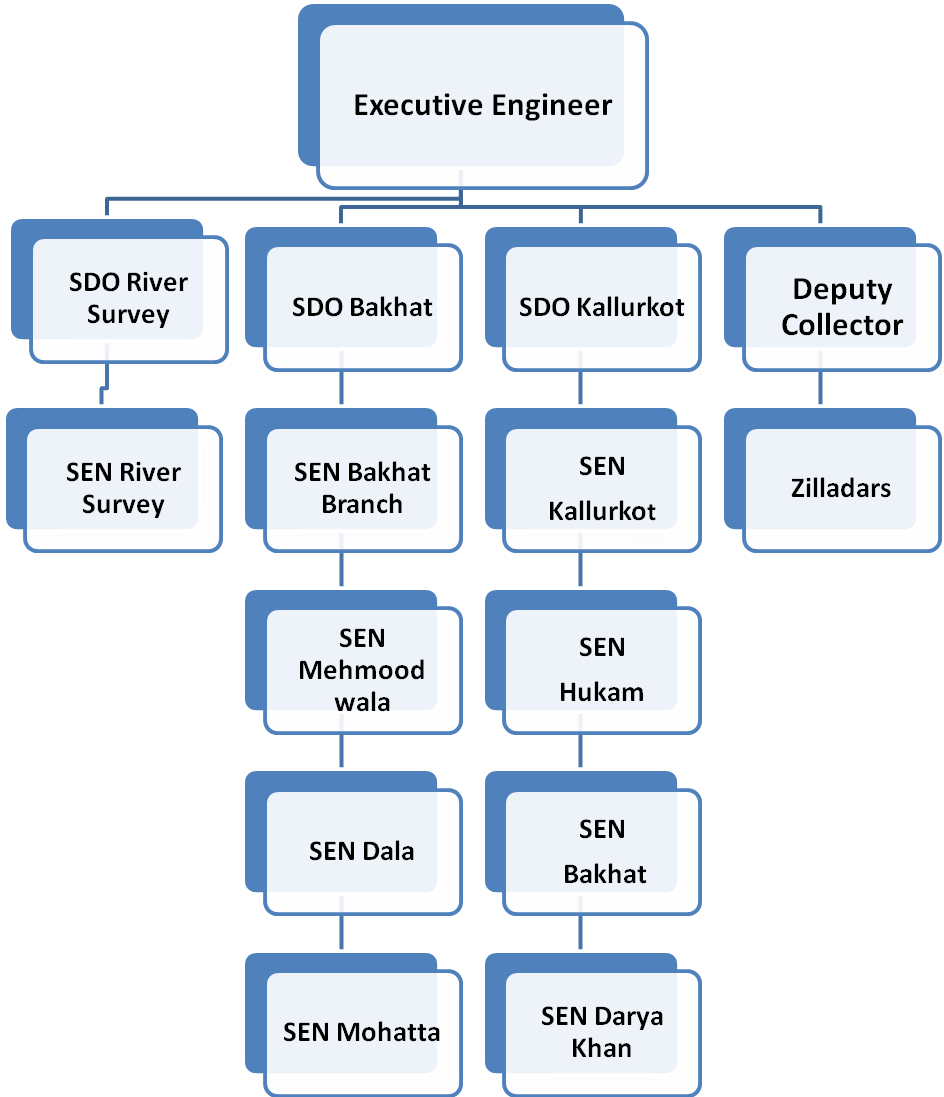 Executive Engineer
SDO River
Survey
SDO Bakhat
SDO Kallurkot
Deputy
Collector
SEN River
Survey
SEN Bakhat
Branch
SEN
Kallurkot
Zilladars
SEN
Mehmood
wala
SEN
Hukam
SEN Dala
SEN
Bakhat
SEN Mohatta
SEN Darya
Khan